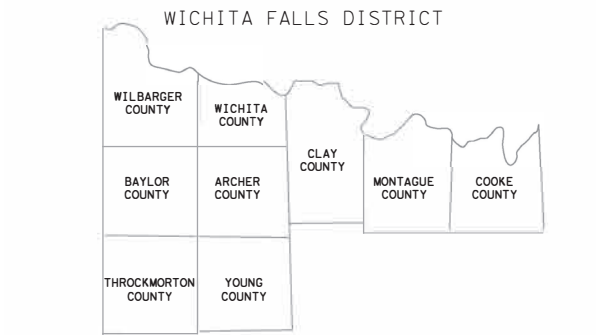 WICHITA FALLS DISTRICT
WILBARGER
COUNTY
WICHITA
COUNTY
CLAY
COUNTY
BAYLOR
COUNTY
ARCHER
COUNTY
MONTAGUE
COUNTY
COOKE
COUNTY
THROCKMORTON
COUNTY
YOUNG
COUNTY